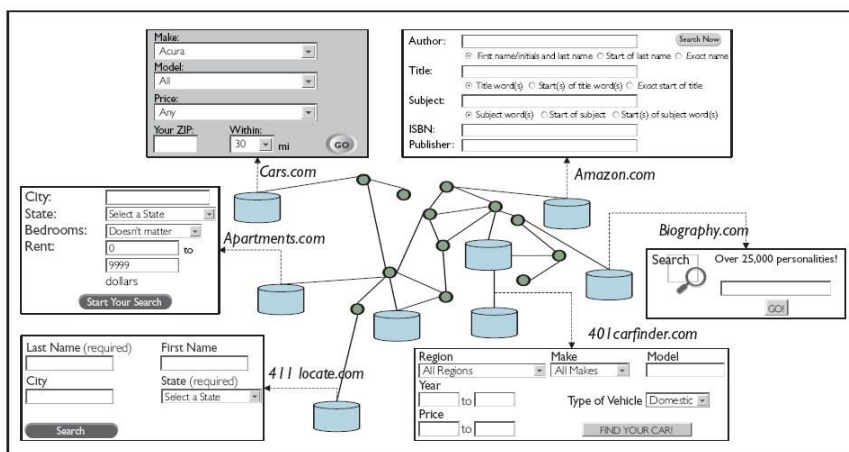 Make:
Acura
Model:
All
Price:
Any
Your ZIP: Within:
30 mi GO
Cars.com
Author: Search Now
First name/initials and last name Start of last name Exact name
Title:
Title word(s) Start(s) of title word(s) Exact start of title
Subject:
Subject word(s) Start of subject Start(s) of subject word(s)
ISBN:
Publisher:
Amazon.com
City:
State: Select a State
Bedrooms: Doesn't matter
Rent: 0 to
9999
dollars
Start Your Search
Apartments.com
Biography.com
Search Over 25,000 personalities!
GO!
Last Name (required) First Name
City State (required)
Select a State
Search
411 locate.com
401carfinder.com
Region Make Model
All Regions All Makes
Year
to Type of Vehicle Domestic
Price
to FIND YOUR CAR!